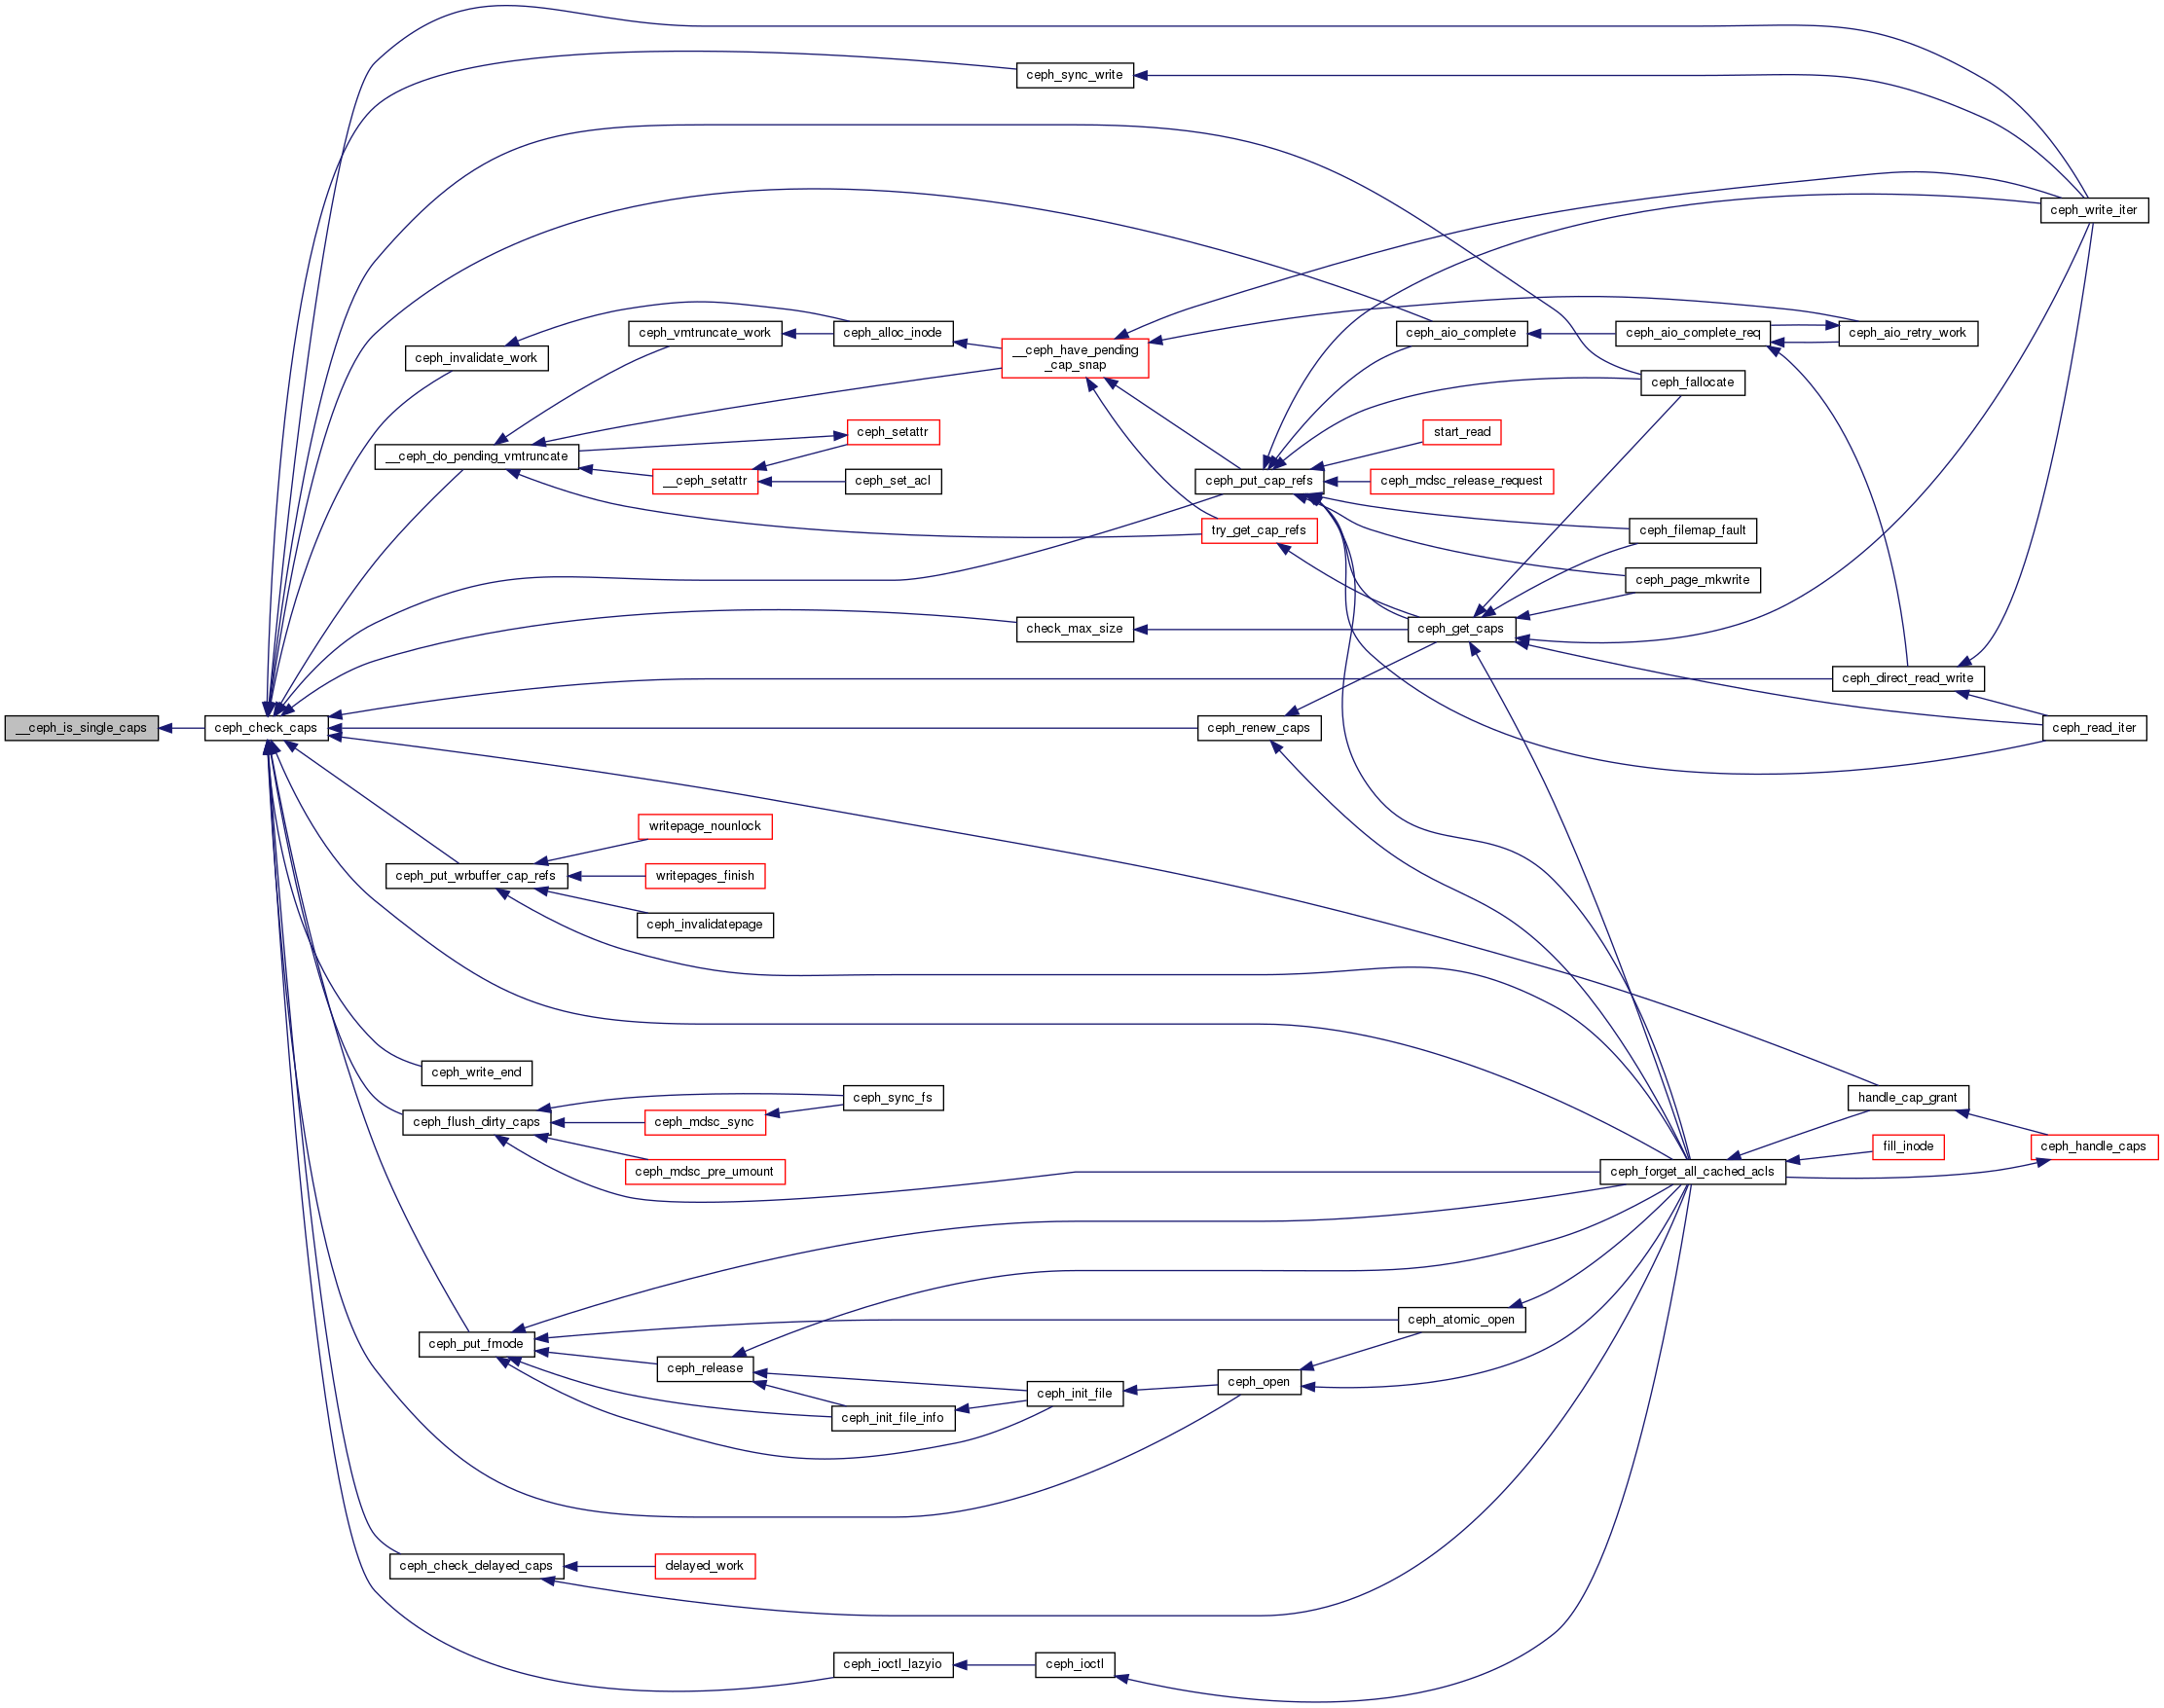 ceph_sync_write
ceph_write_iter
ceph_vmtruncate_work
ceph_alloc_inode
ceph_aio_complete
ceph_aio_complete_req
ceph_aio_retry_work
ceph_invalidate_work
__ceph_have_pending
_cap_snap
ceph_fallocate
ceph_setattr
start_read
__ceph_do_pending_vmtruncate
__ceph_setattr
ceph_set_acl
ceph_put_cap_refs
ceph_mdsc_release_request
try_get_cap_refs
ceph_filemap_fault
ceph_page_mkwrite
check_max_size
ceph_get_caps
ceph_direct_read_write
__ceph_is_single_caps
ceph_check_caps
ceph_renew_caps
ceph_read_iter
writepage_nounlock
ceph_put_wrbuffer_cap_refs
writepages_finish
ceph_invalidatepage
ceph_write_end
ceph_sync_fs
handle_cap_grant
ceph_flush_dirty_caps
ceph_mdsc_sync
ceph_handle_caps
fill_inode
ceph_mdsc_pre_umount
ceph_forget_all_cached_acls
ceph_atomic_open
ceph_put_fmode
ceph_release
ceph_open
ceph_init_file
ceph_init_file_info
ceph_check_delayed_caps
delayed_work
ceph_ioctl_lazyio
ceph_ioctl